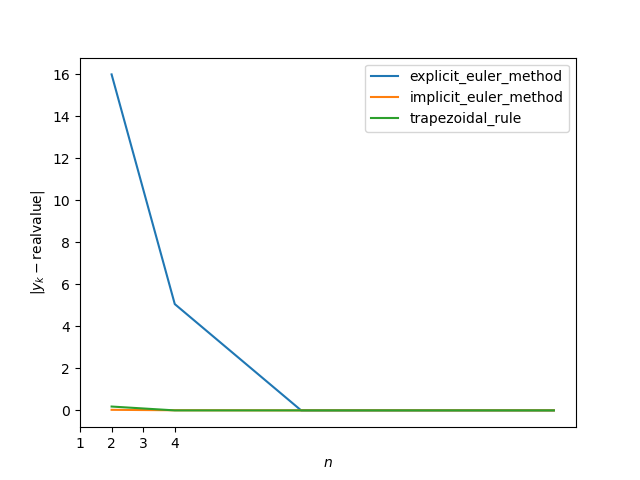 16
14
12
10
8
6
4
2
0
|y_k − realvalue|
1 2 3 4
n
explicit_euler_method
implicit_euler_method
trapezoidal_rule